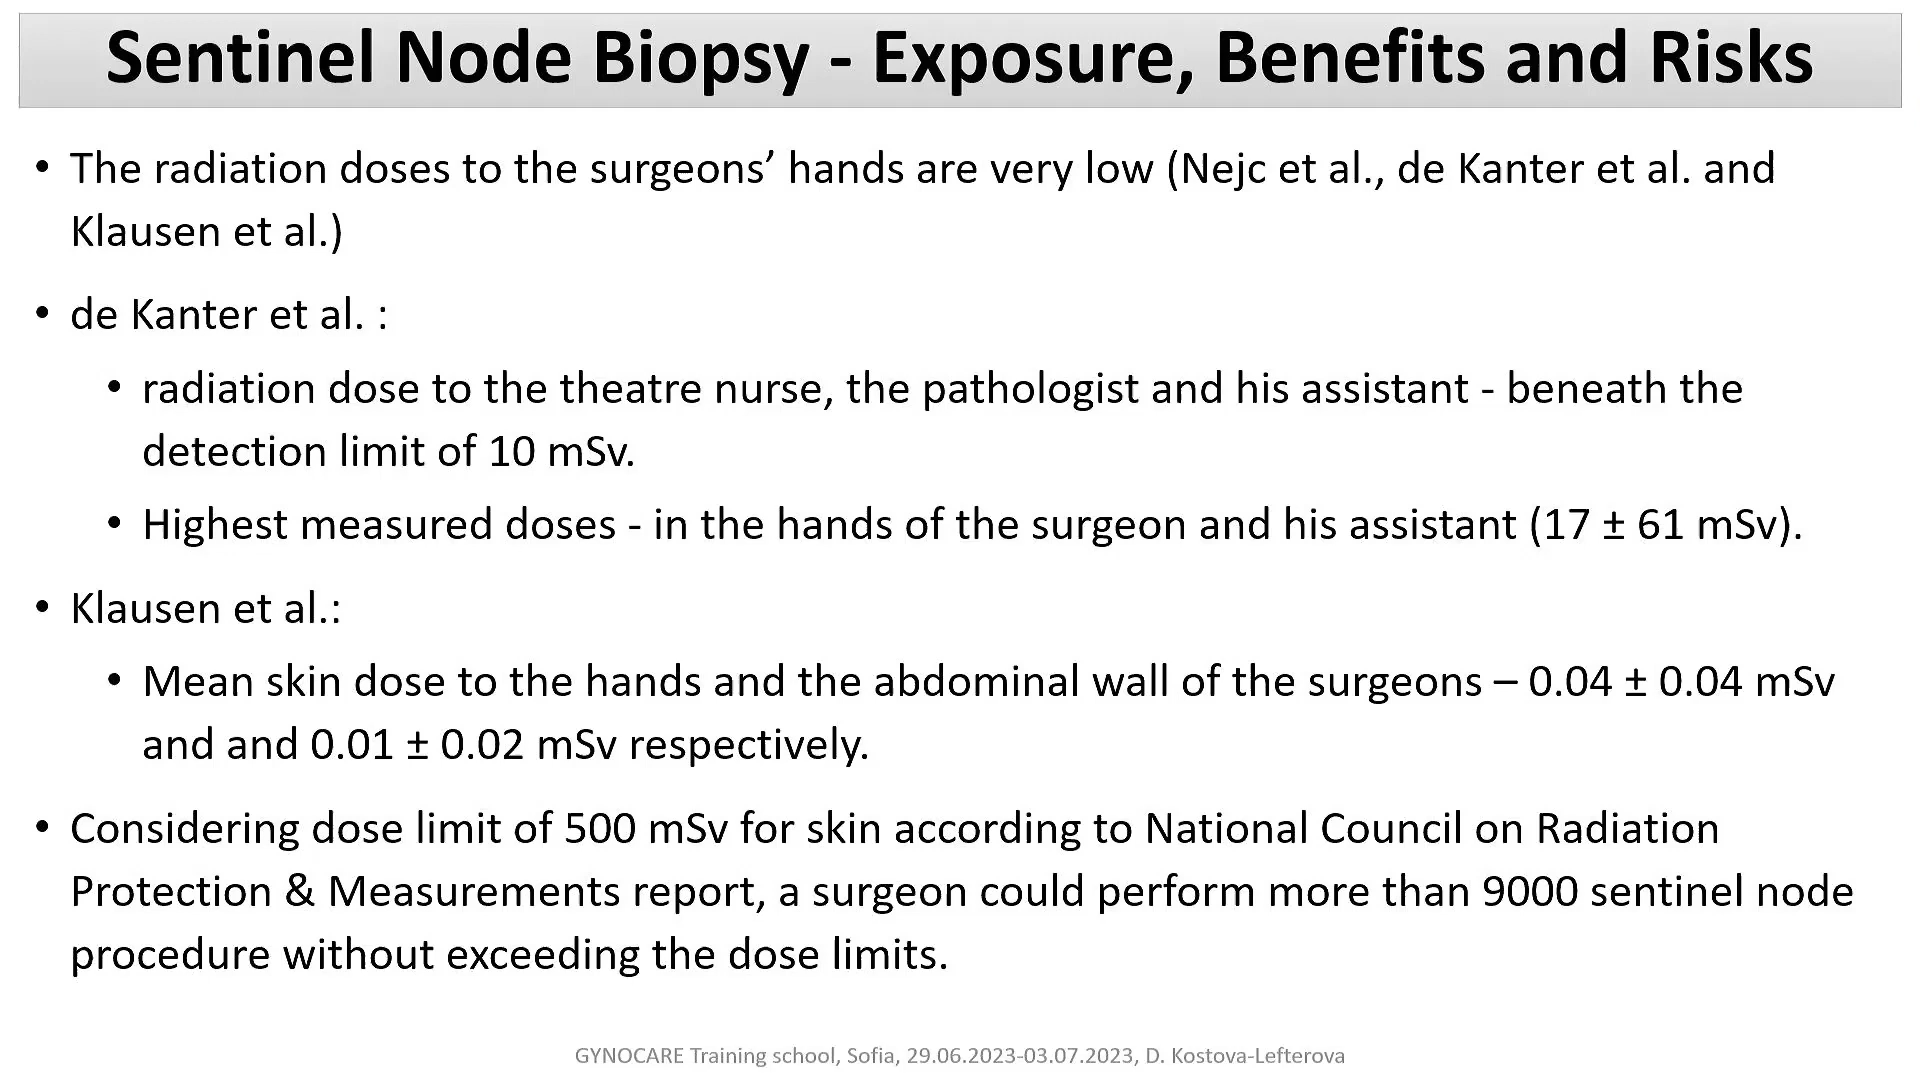 Sentinel Node Biopsy - Exposure, Benefits and Risks
• The radiation doses to the surgeons’ hands are very low (Nejc et al., de Kanter et al. and
Klausen et al.)
• de Kanter et al. :
• radiation dose to the theatre nurse, the pathologist and his assistant - beneath the
detection limit of 10 mSv.
• Highest measured doses - in the hands of the surgeon and his assistant (17 ± 61 mSv).
• Klausen et al.:
• Mean skin dose to the hands and the abdominal wall of the surgeons – 0.04 ± 0.04 mSv
and and 0.01 ± 0.02 mSv respectively.
• Considering dose limit of 500 mSv for skin according to National Council on Radiation
Protection & Measurements report, a surgeon could perform more than 9000 sentinel node
procedure without exceeding the dose limits.
GYNOCARE Training school, Sofia, 29.06.2023-03.07.2023, D. Kostova-Lefterova